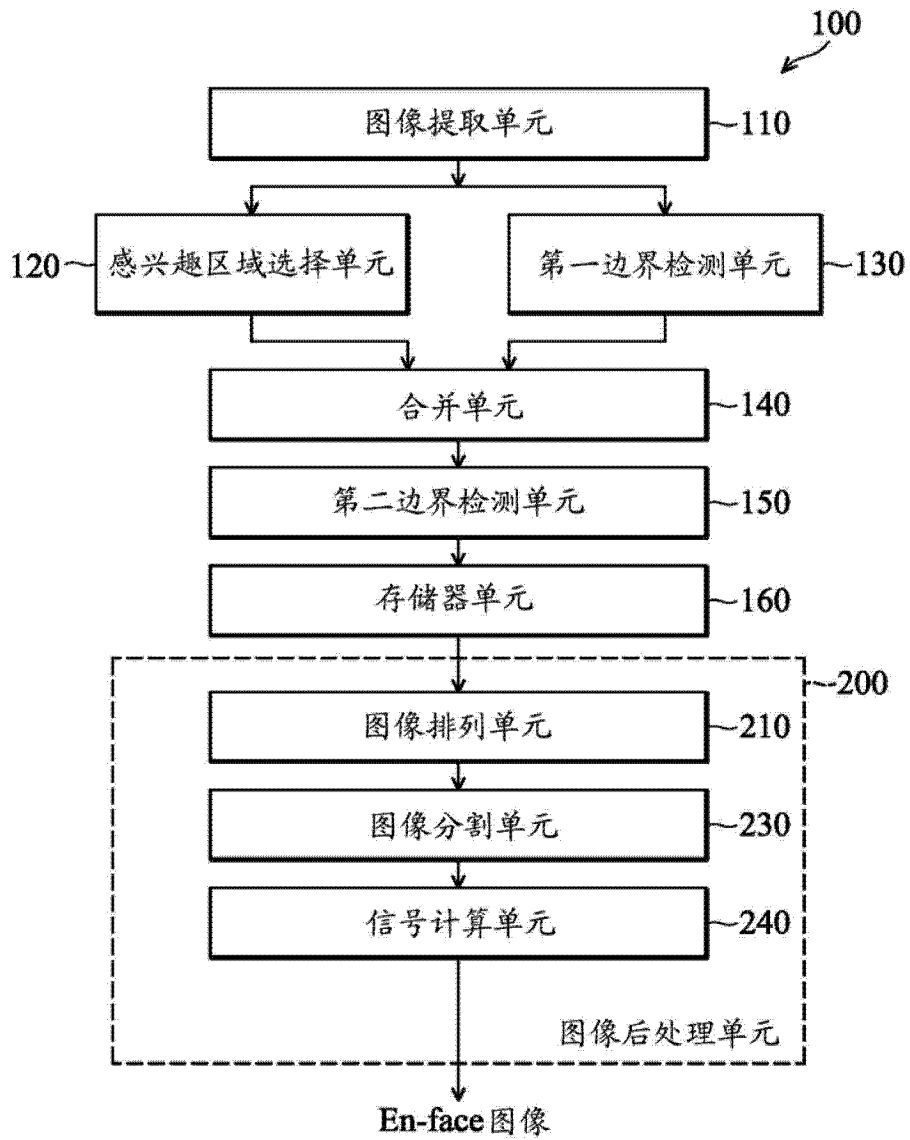 100
图像提取单元
110
120
感兴趣区域选择单元
第一边界检测单元
130
合并单元
140
第二边界检测单元
150
存储器单元
160
200
图像排列单元
210
图像分割单元
230
信号计算单元
240
图像后处理单元
En-face 图像